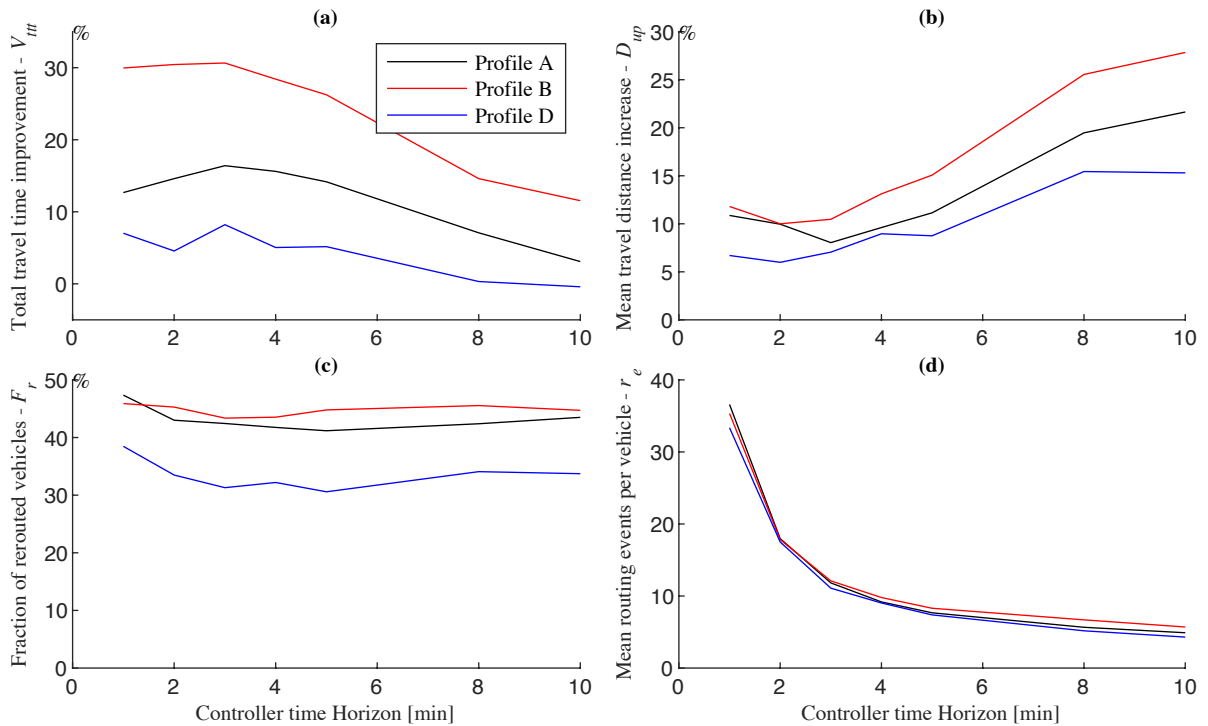 (a)
%
Total travel time improvement - V_ttt
30
20
10
0
0 2 4 6 8 10
Profile A
Profile B
Profile D
(b)
%
Mean travel distance increase - D_up
30
25
20
15
10
5
0
0 2 4 6 8 10
(c)
%
Fraction of rerouted vehicles - F_r
50
40
30
20
10
0
0 2 4 6 8 10
Controller time Horizon [min]
(d)
Mean routing events per vehicle - r_e
40
30
20
10
0
0 2 4 6 8 10
Controller time Horizon [min]